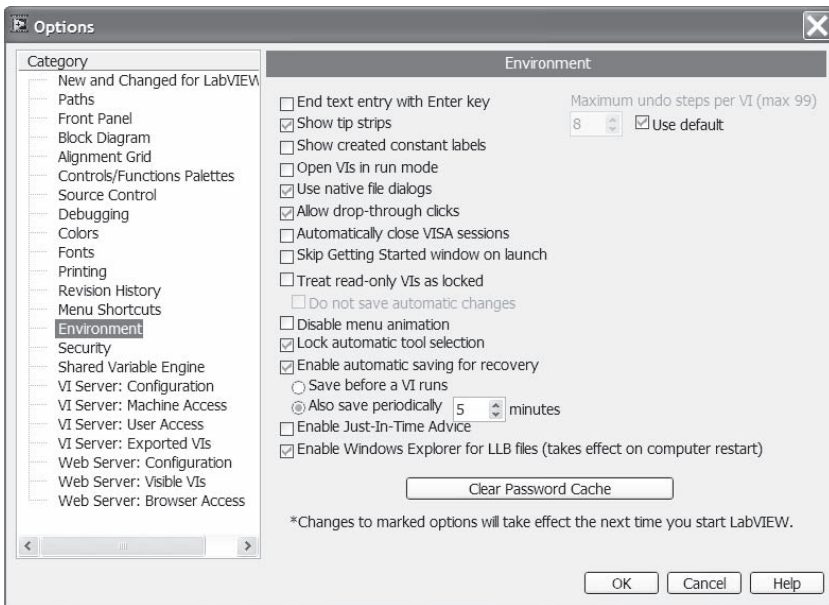 Options
Category
New and Changed for LabVIEW
Paths
Front Panel
Block Diagram
Alignment Grid
Controls/Functions Palettes
Source Control
Debugging
Colors
Fonts
Printing
Revision History
Menu Shortcuts
Environment
Security
Shared Variable Engine
VI Server: Configuration
VI Server: Machine Access
VI Server: User Access
VI Server: Exported VIs
Web Server: Configuration
Web Server: Visible VIs
Web Server: Browser Access
Environment
End text entry with Enter key
Show tip strips
Show created constant labels
Open VIs in run mode
Use native file dialogs
Allow drop-through clicks
Automatically close VISA sessions
Skip Getting Started window on launch
Treat read-only VIs as locked
Do not save automatic changes
Disable menu animation
Lock automatic tool selection
Enable automatic saving for recovery
Save before a VI runs
Also save periodically 5 minutes
Enable Just-In-Time Advice
Enable Windows Explorer for LLB files (takes effect on computer restart)
Maximum undo steps per VI (max 99)
8 Use default
Clear Password Cache
*Changes to marked options will take effect the next time you start LabVIEW.
OK Cancel Help